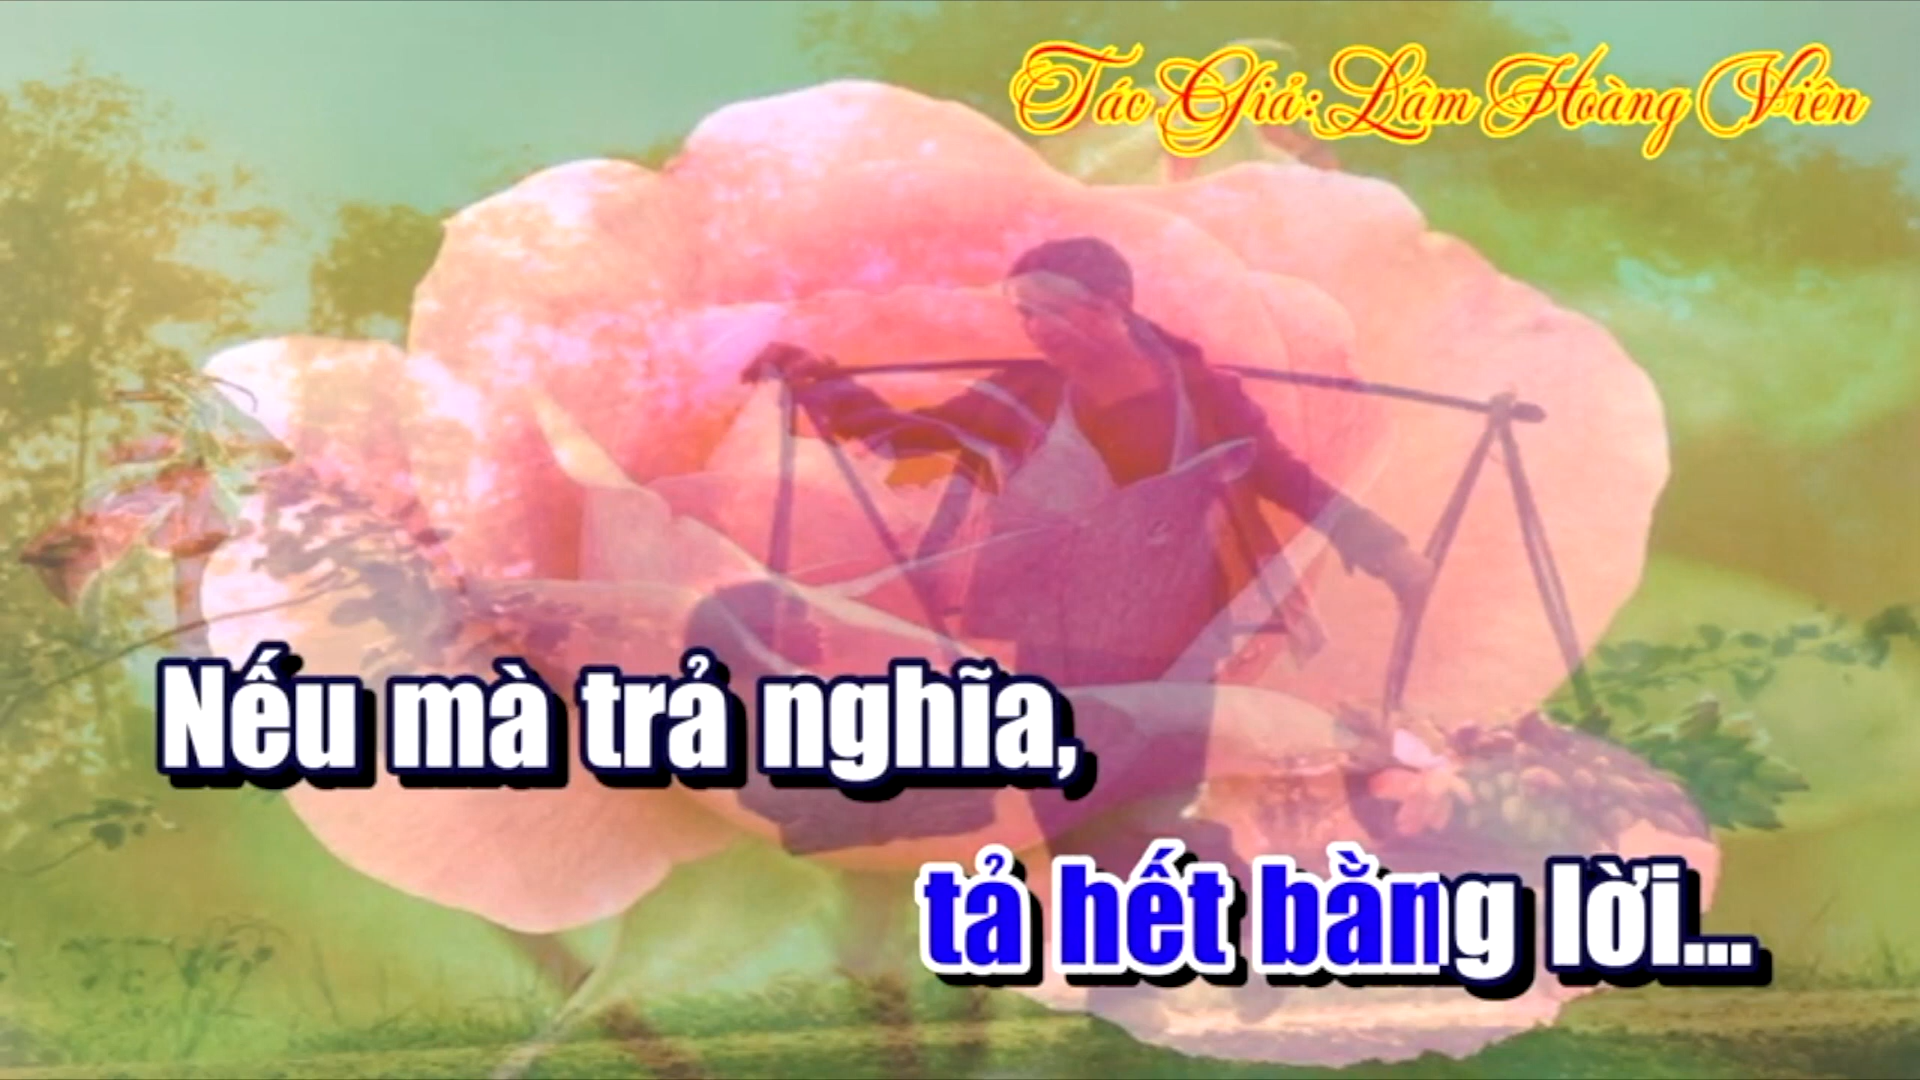 Tác Giả: Lâm Hoàng Viên
Nếu mà trả nghĩa,
tả hết bằng lời...